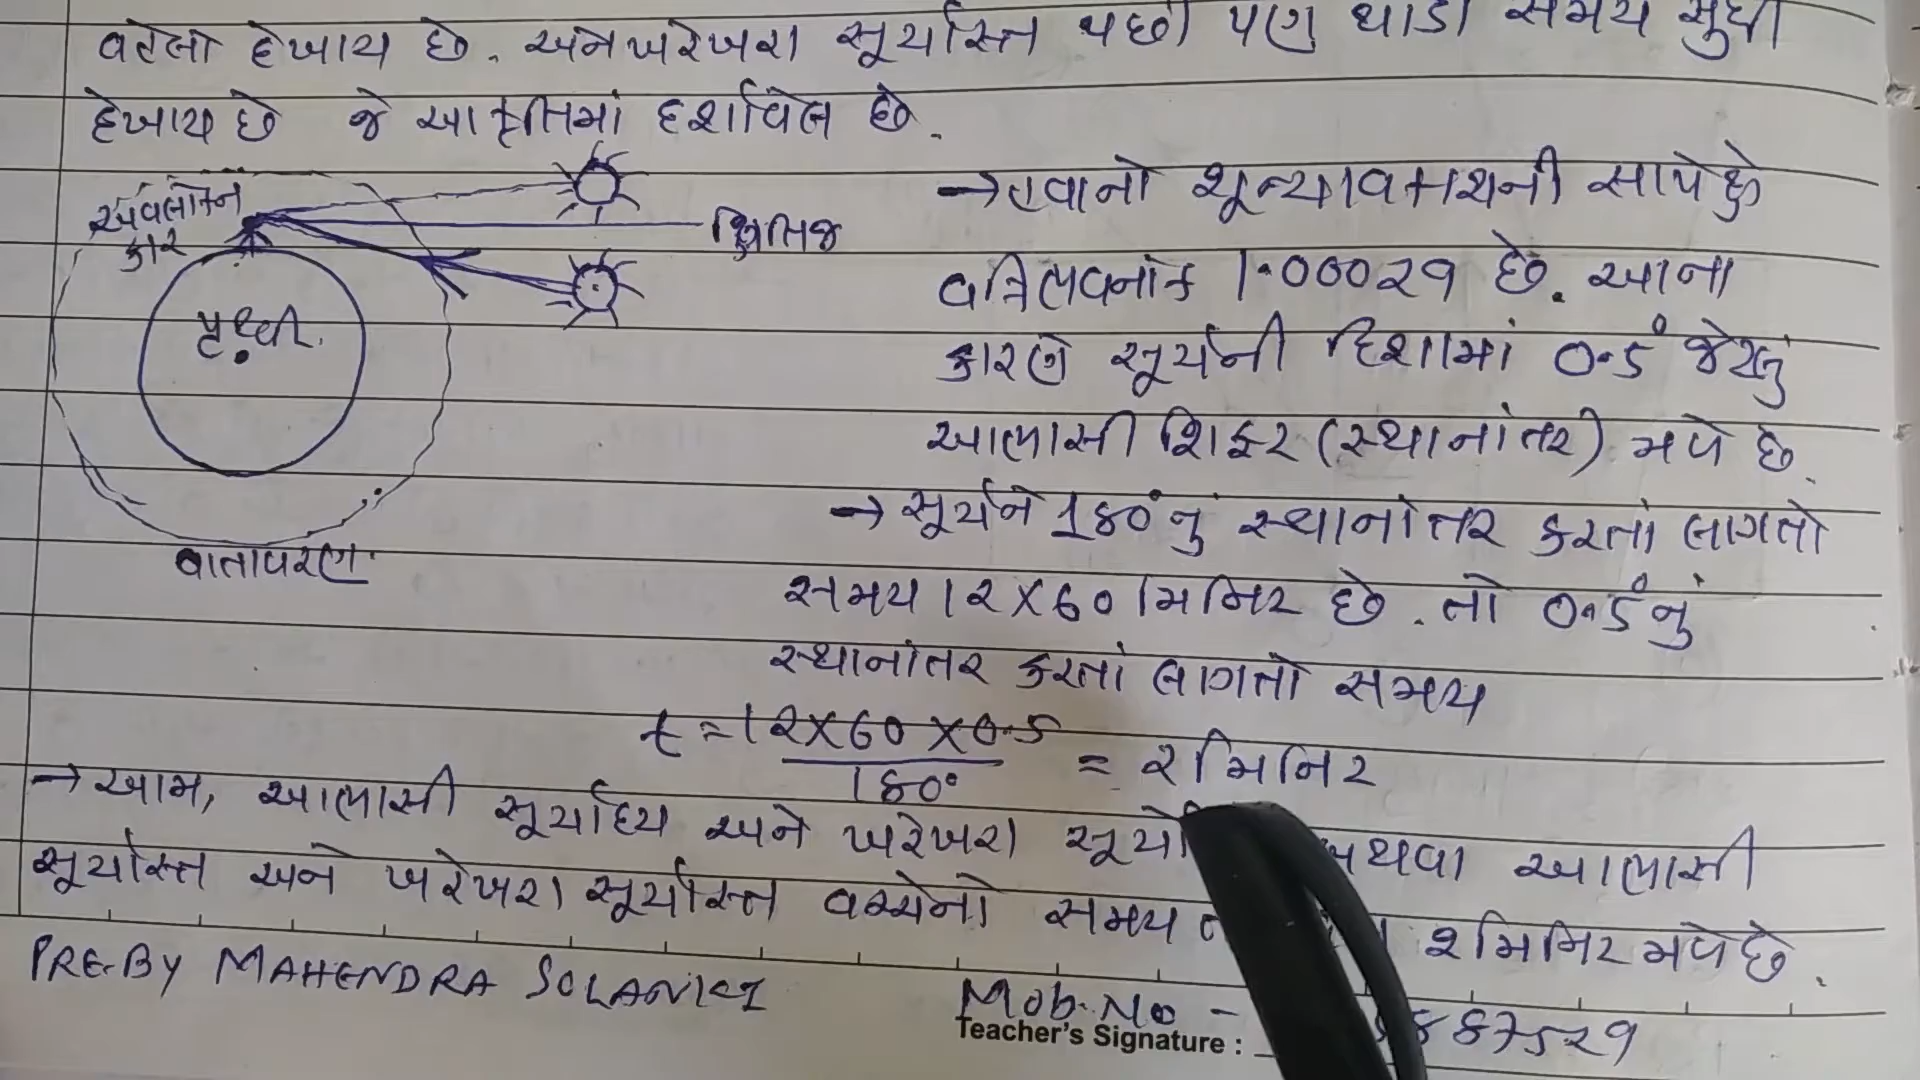 વહેલો દેખાય છે. અને ખરેખરા સૂર્યાસ્ત પછી પણ થોડા સમય સુધી
દેખાય છે જે આકૃતિમાં દર્શાવેલ છે.
અવલોકન
કાર
ક્ષિતિજ
પૃથ્વી.
વાતાવરણ.
→ હવાનો શૂન્યાવકાશની સાપેક્ષે
વક્રિભવનાંક 1.00029 છે. આના
કારણે સૂર્યની દિશામાં 0.5° જેટલું
આભાસી શિફ્ટ (સ્થાનાંતર) મળે છે.
→ સૂર્યને 180° નું સ્થાનાંતર કરતાં લાગતો
સમય 12 X 60 મિનિટ છે. તો 0.5° નું
સ્થાનાંતર કરતાં લાગતો સમય
t = 12 X 60 X 0.5 / 180° = 2 મિનિટ
→ આમ, આભાસી સૂર્યોદય અને ખરેખરા અથવા આભાસી
સૂર્યાસ્ત અને ખરેખરા સૂર્યાસ્ત વચ્ચેનો સમય 2 મિનિટ મળે છે.
PRE-BY MAHENDRA SOLANKI
Mob. No - 887529
Teacher's Signature :